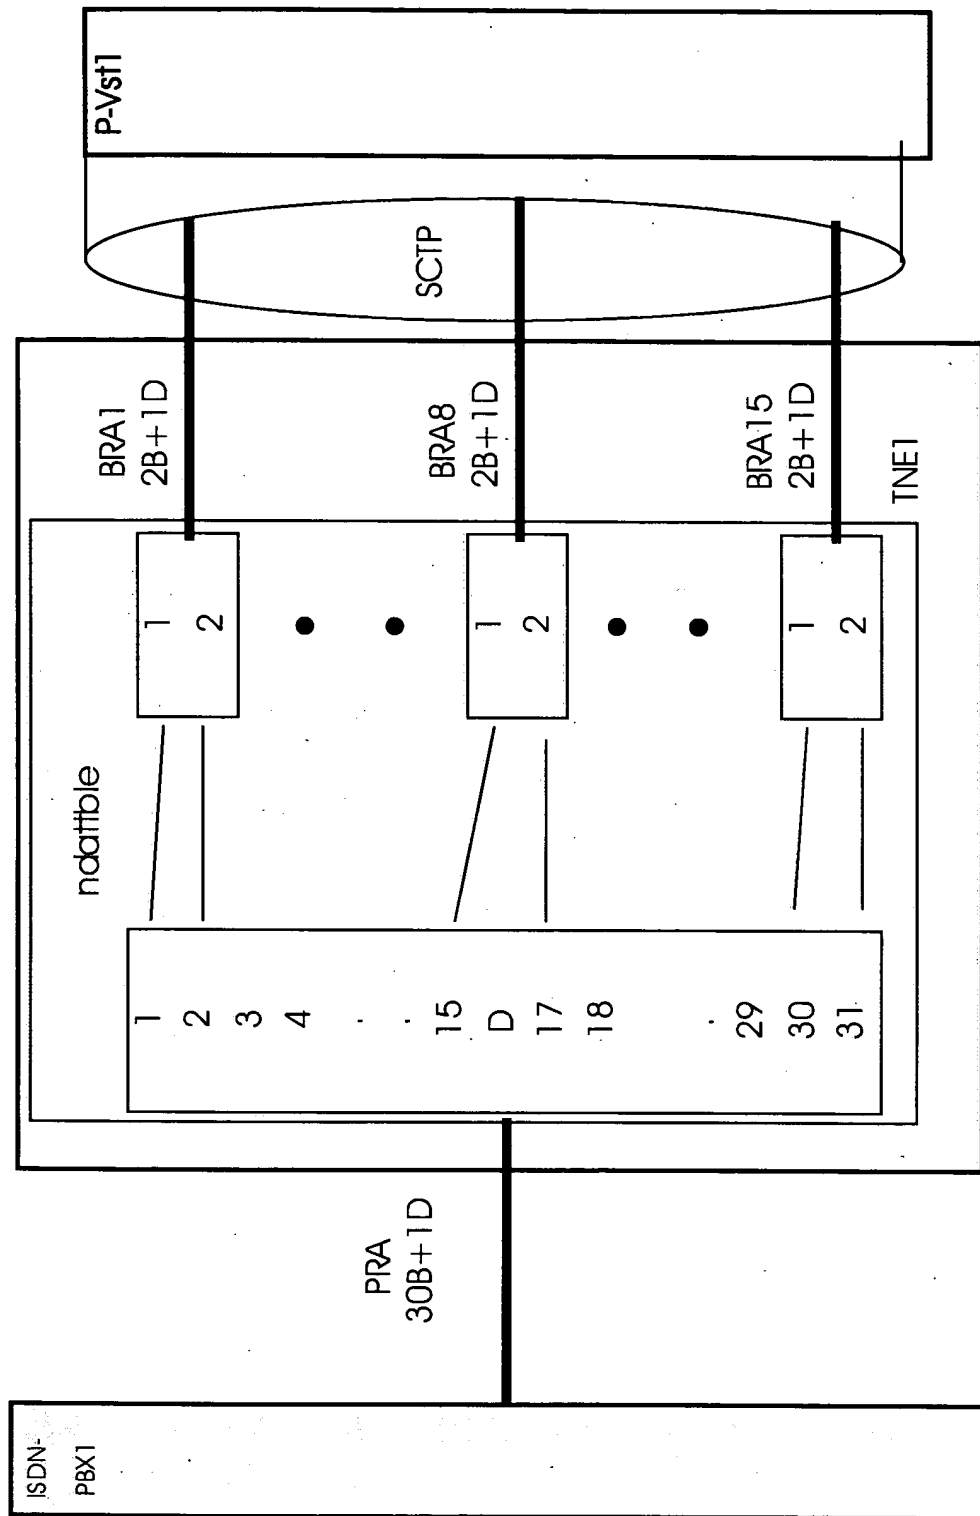 ISDN-
PBX1
PRA
30B+1D
1
2
3
4
.
.
15
D
17
18
.
29
30
31
ndattble
1
2
1
2
1
2
BRA1
2B+1D
BRA8
2B+1D
BRA15
2B+1D
TNE1
SCTP
P-Vst1